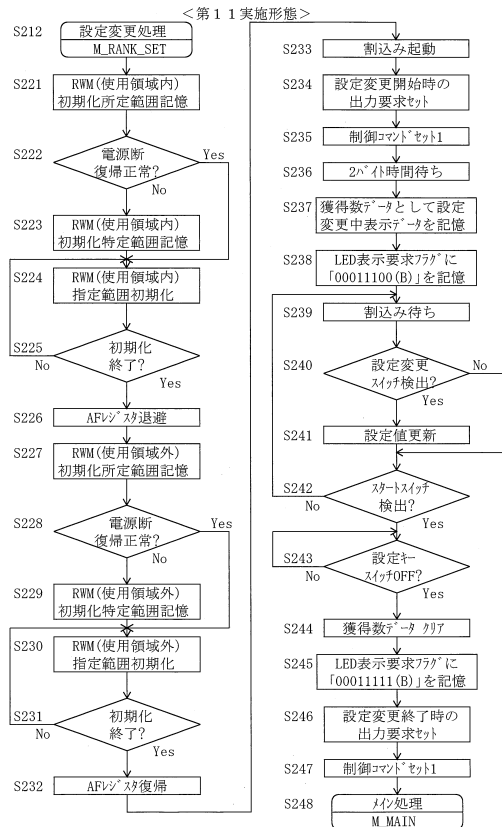 <第11実施形態>
S212
設定変更処理
M_RANK_SET
S221
RWM(使用領域内)
初期化所定範囲記憶
S222
電源断
復帰正常?
Yes
No
S223
RWM(使用領域内)
初期化特定範囲記憶
S224
RWM(使用領域内)
指定範囲初期化
S225
初期化
終了?
No
Yes
S226
AFレジスタ退避
S227
RWM(使用領域外)
初期化所定範囲記憶
S228
電源断
復帰正常?
Yes
No
S229
RWM(使用領域外)
初期化特定範囲記憶
S230
RWM(使用領域外)
指定範囲初期化
S231
初期化
終了?
No
Yes
S232
AFレジスタ復帰
S233
割込み起動
S234
設定変更開始時の
出力要求セット
S235
制御コマンドセット1
S236
2バイト時間待ち
S237
獲得数データとして設定
変更中表示データを記憶
S238
LED表示要求フラグに
「00011100(B)」を記憶
S239
割込み待ち
S240
設定変更
スイッチ検出?
No
Yes
S241
設定値更新
S242
スタートスイッチ
検出?
No
Yes
S243
設定キー
スイッチOFF?
No
Yes
S244
獲得数データ クリア
S245
LED表示要求フラグに
「00011111(B)」を記憶
S246
設定変更終了時の
出力要求セット
S247
制御コマンドセット1
S248
メイン処理
M_MAIN